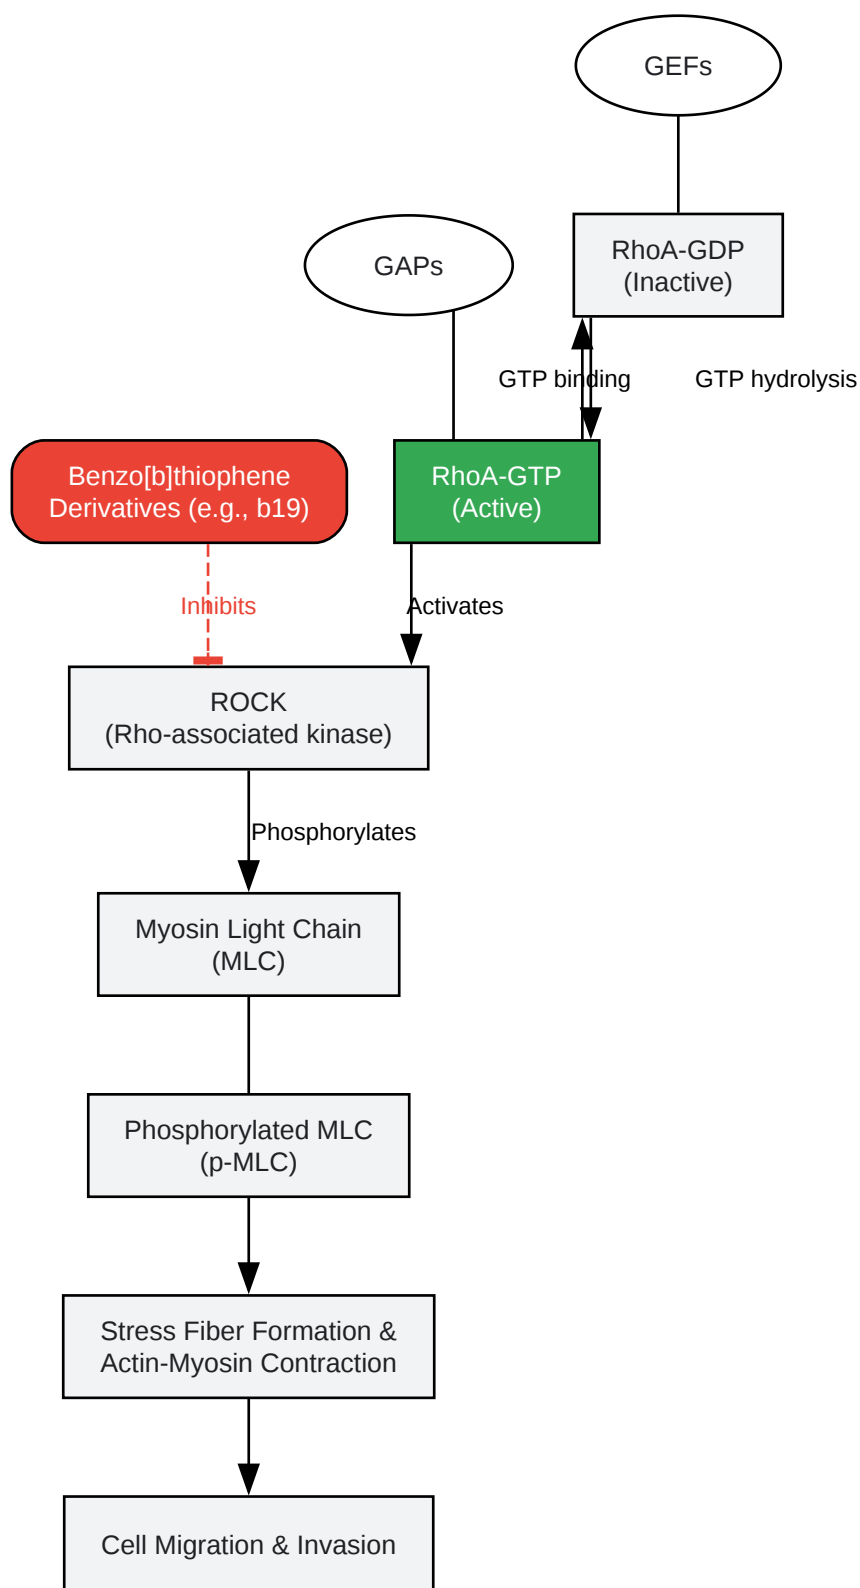 GEFs
RhoA-GDP
(Inactive)
GAPs
GTP binding
GTP hydrolysis
Benzo[b]thiophene
Derivatives (e.g., b19)
RhoA-GTP
(Active)
Inhibits
Activates
ROCK
(Rho-associated kinase)
Phosphorylates
Myosin Light Chain
(MLC)
Phosphorylated MLC
(p-MLC)
Stress Fiber Formation &
Actin-Myosin Contraction
Cell Migration & Invasion